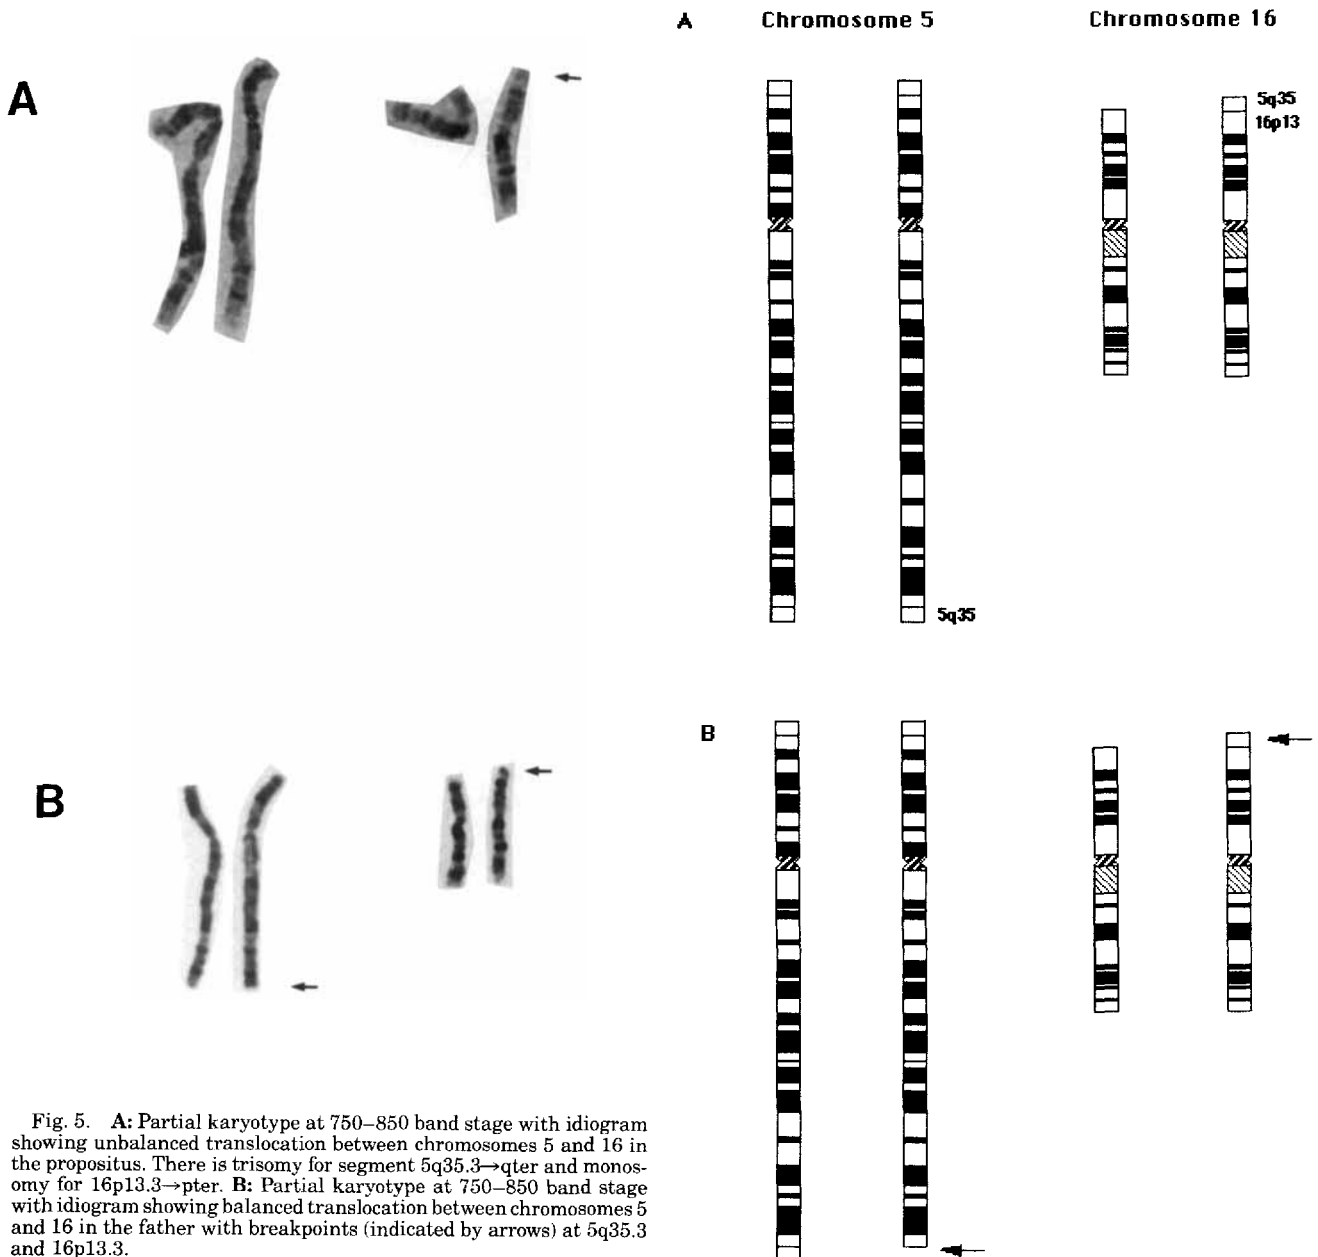 A
A Chromosome 5 Chromosome 16
5q35
16p13
5q35
B
B
Fig. 5. A: Partial karyotype at 750–850 band stage with idiogram
showing unbalanced translocation between chromosomes 5 and 16 in
the propositus. There is trisomy for segment 5q35.3→qter and monos-
omy for 16p13.3→pter. B: Partial karyotype at 750–850 band stage
with idiogram showing balanced translocation between chromosomes 5
and 16 in the father with breakpoints (indicated by arrows) at 5q35.3
and 16p13.3.